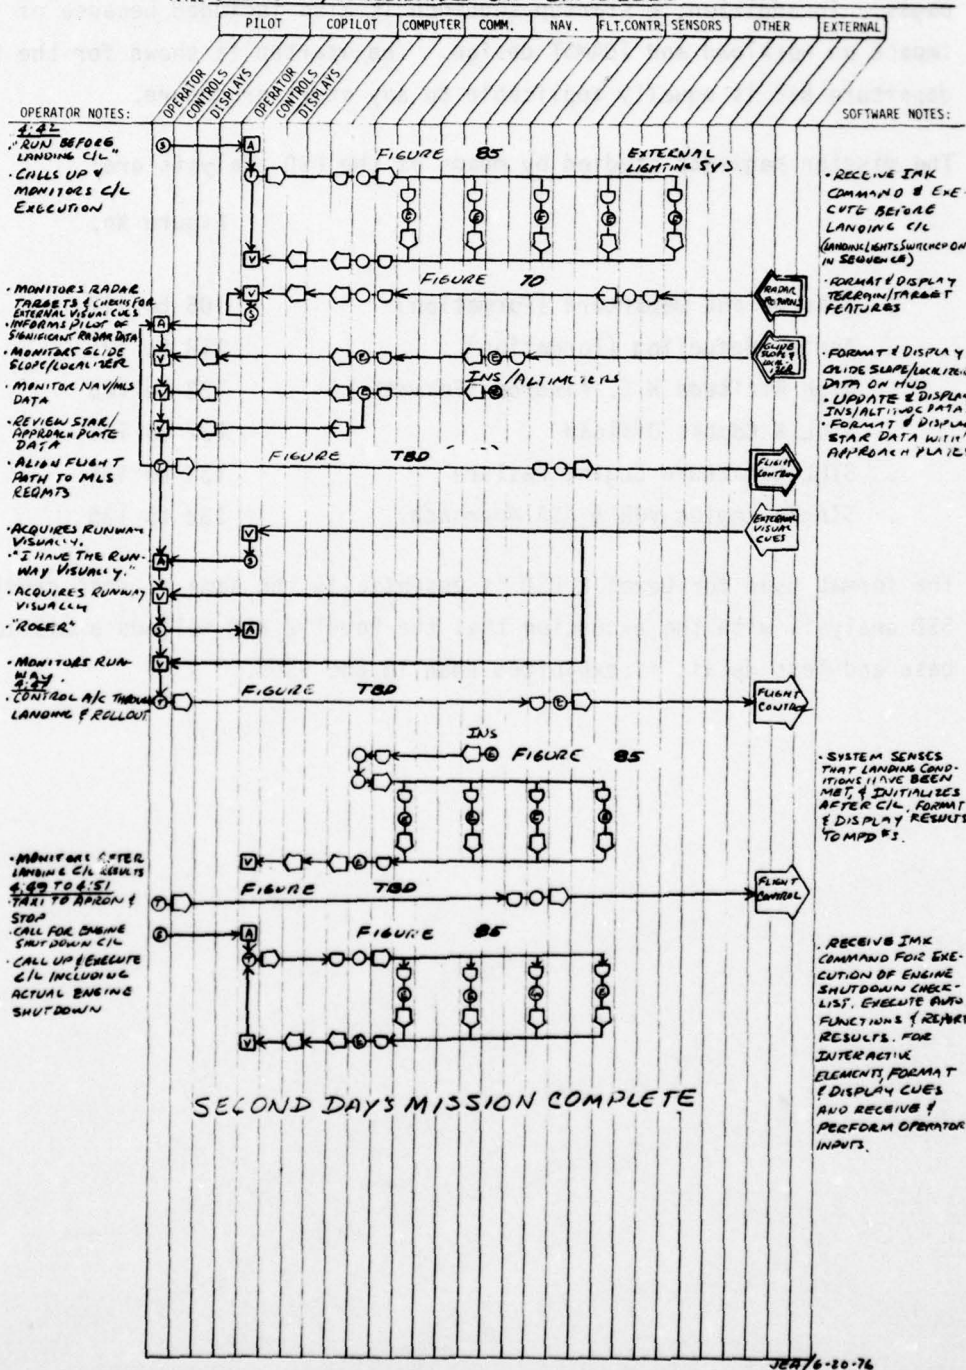 PILOT COPILOT COMPUTER COMM. NAV. FLT.CONTR. SENSORS OTHER EXTERNAL
OPERATOR CONTROLS DISPLAYS OPERATOR CONTROLS DISPLAYS
OPERATOR NOTES: SOFTWARE NOTES:
4:42
"RUN BEFORE
LANDING C/L"
• CALLS UP &
MONITORS C/L
EXECUTION
• MONITORS RADAR
TARGETS & CHECKS FOR
EXTERNAL VISUAL CUES
• INFORMS PILOT OF
SIGNIFICANT RADAR DATA
• MONITORS GLIDE
SLOPE/LOCALIZER
• MONITOR NAV/MLS
DATA
• REVIEW STAR/
APPROACH PLATE
DATA
• ALIGN FLIGHT
PATH TO MLS
REQMTS
• ACQUIRES RUNWAY
VISUALLY.
• "I HAVE THE RUN-
WAY VISUALLY."
• ACQUIRES RUNWAY
VISUALLY
• "ROGER"
• MONITORS RUN-
WAY.
4:47
• CONTROL A/C THROUGH
LANDING & ROLLOUT
• MONITORS AFTER
LANDING C/L RESULTS
4:49 TO 4:51
• TAXI TO APRON &
STOP
• CALL FOR ENGINE
SHUTDOWN C/L
• CALL UP & EXECUTE
C/L INCLUDING
ACTUAL ENGINE
SHUTDOWN
S A
FIGURE 85
EXTERNAL
LIGHTING SYS
T
E E E E E
V E
FIGURE 70
V
S
RADAR
RETURNS
A
V E E
GLIDE
SLOPE &
LOCAL-
IZER
INS/ALTIMETERS
V E
V
FIGURE TBD
T
FLIGHT
CONTROL
V
EXTERNAL
VISUAL
CUES
A S
V
S A
V
FIGURE TBD
T E
FLIGHT
CONTROL
INS
E FIGURE 85
E E E E
V E
FIGURE TBD
T
FLIGHT
CONTROL
S A
FIGURE 85
T
E E E E
V E
SECOND DAY'S MISSION COMPLETE
• RECEIVE IMK
COMMAND & EXE-
CUTE BEFORE
LANDING C/L
(LANDING LIGHTS SWITCHED ON
IN SEQUENCE)
• FORMAT & DISPLAY
TERRAIN/TARGET
FEATURES
• FORMAT & DISPLAY
GLIDE SLOPE/LOCALIZER
DATA ON HUD
• UPDATE & DISPLAY
INS/ALT DATA
• FORMAT & DISPLAY
STAR DATA WITH
APPROACH PLATE
• SYSTEM SENSES
THAT LANDING COND-
ITIONS HAVE BEEN
MET, & INITIALIZES
AFTER C/L. FORMAT
& DISPLAY RESULTS
TO MPD #3.
• RECEIVE IMK
COMMAND FOR EXE-
CUTION OF ENGINE
SHUTDOWN CHECK-
LIST. EXECUTE AUTO
FUNCTIONS & REPORT
RESULTS. FOR
INTERACTIVE
ELEMENTS, FORMAT
& DISPLAY CUES
AND RECEIVE &
PERFORM OPERATOR
INPUTS.
JEA/6-20-76